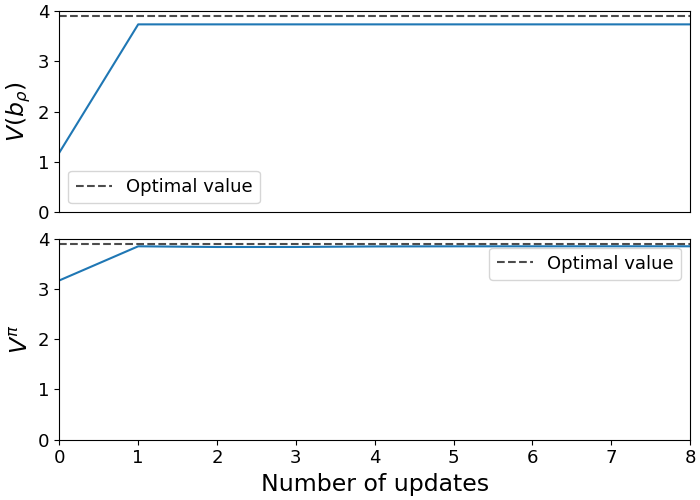 4
3
2
1
0
V(b_ρ)
Optimal value
4
3
2
1
0
V^π
Optimal value
0 1 2 3 4 5 6 7 8
Number of updates